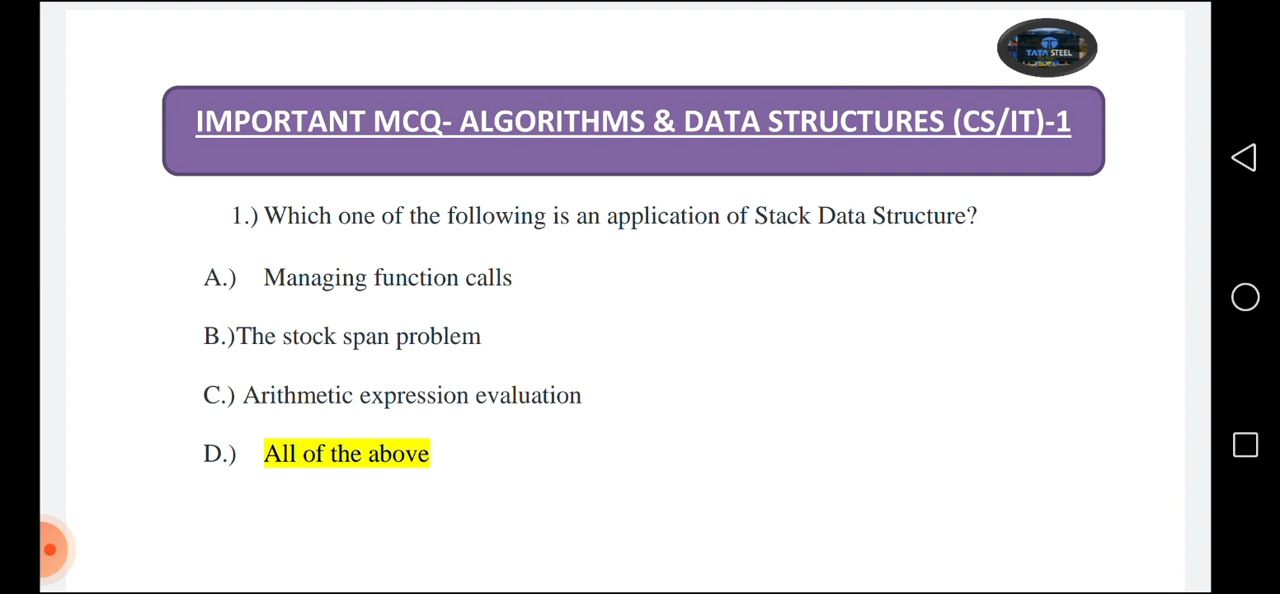 TATA STEEL
IMPORTANT MCQ- ALGORITHMS & DATA STRUCTURES (CS/IT)-1
1.) Which one of the following is an application of Stack Data Structure?
A.) Managing function calls
B.)The stock span problem
C.) Arithmetic expression evaluation
D.) All of the above